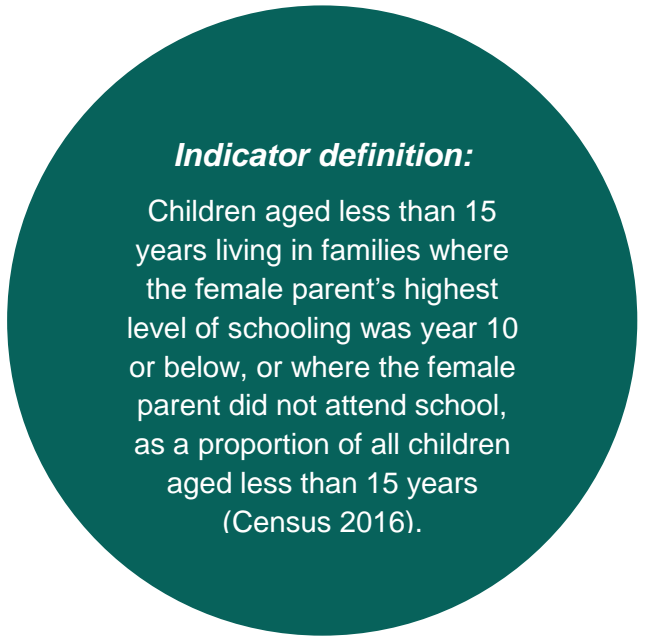 Indicator definition:
Children aged less than 15
years living in families where
the female parent's highest
level of schooling was year 10
or below, or where the female
parent did not attend school,
as a proportion of all children
aged less than 15 years
(Census 2016).